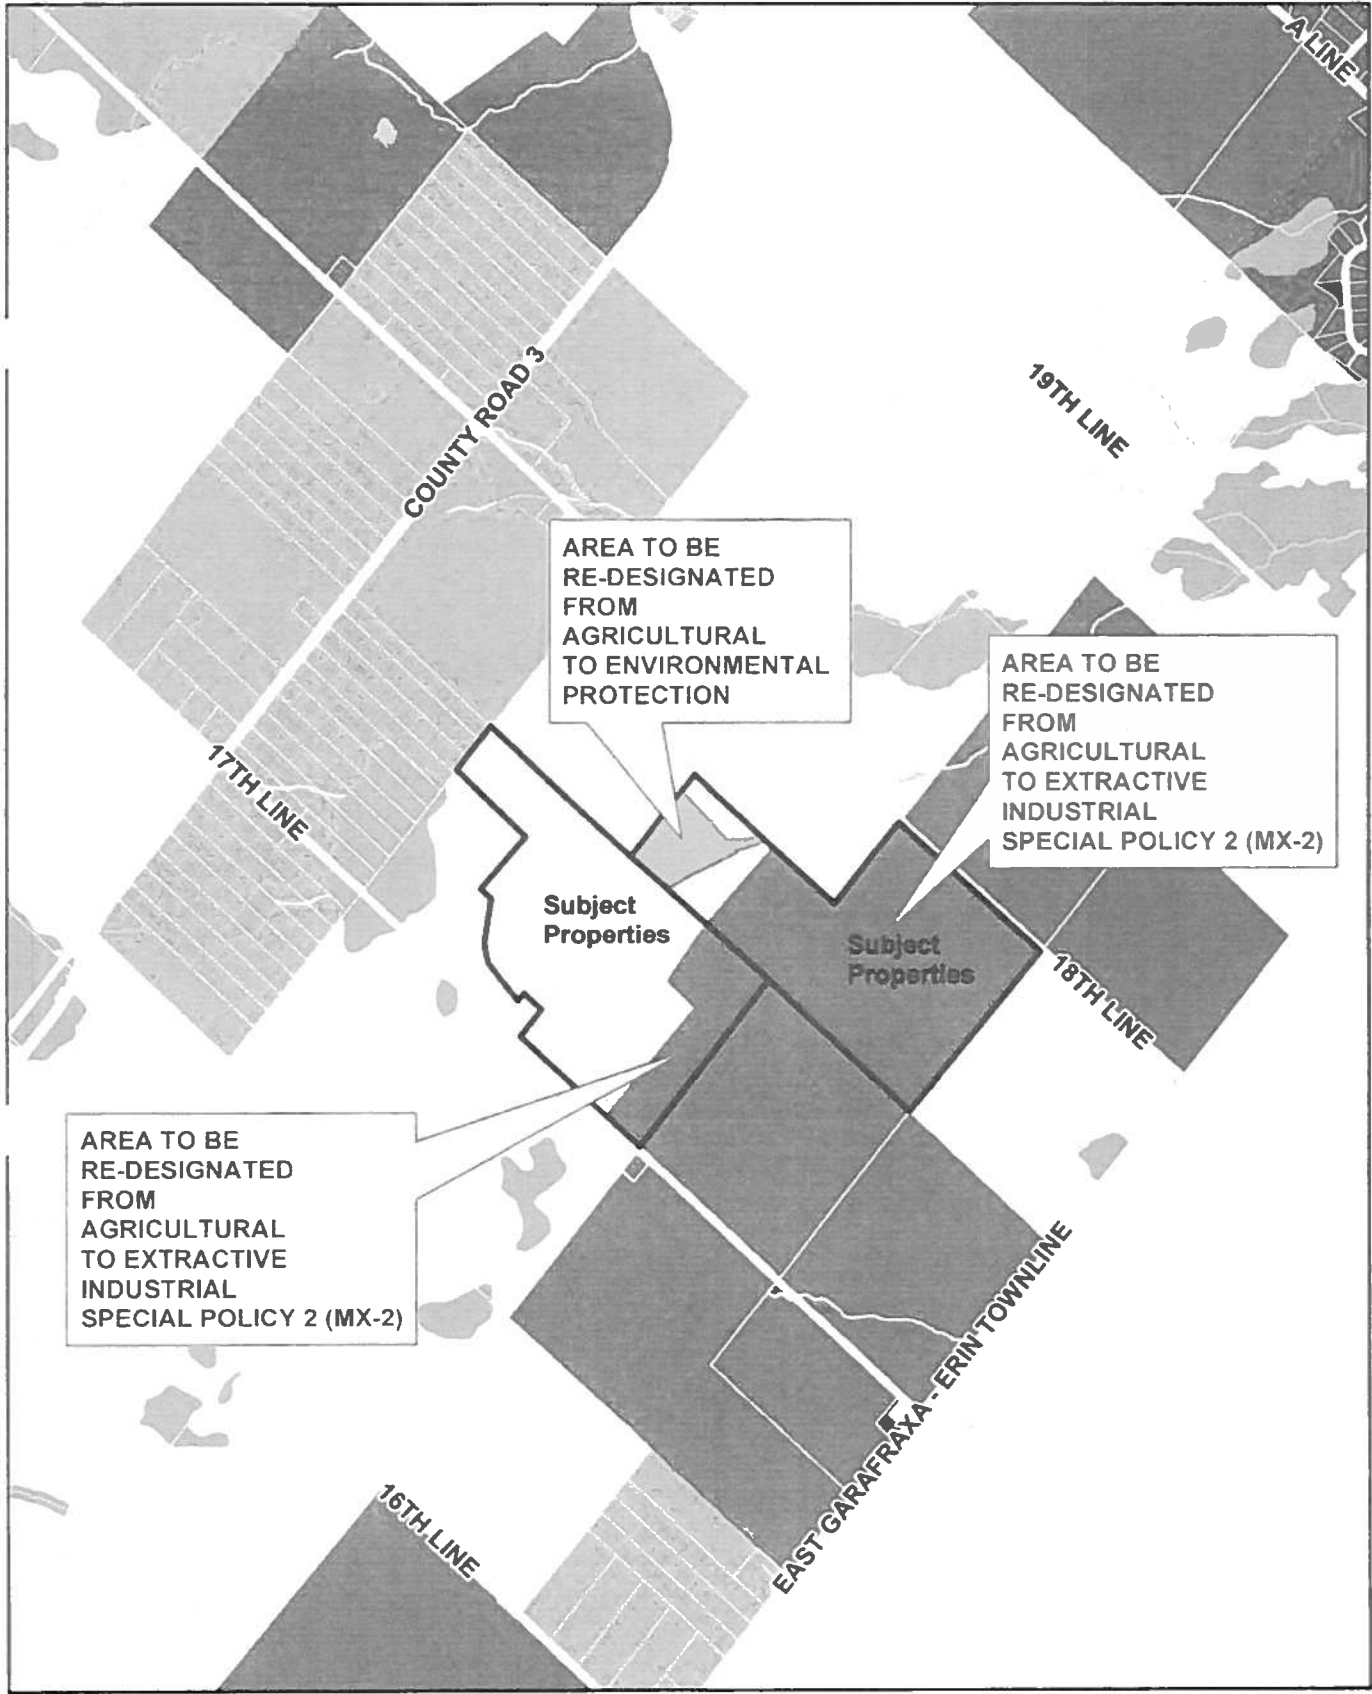 A LINE
COUNTY ROAD 3
19TH LINE
AREA TO BE
RE-DESIGNATED
FROM
AGRICULTURAL
TO ENVIRONMENTAL
PROTECTION
AREA TO BE
RE-DESIGNATED
FROM
AGRICULTURAL
TO EXTRACTIVE
INDUSTRIAL
SPECIAL POLICY 2 (MX-2)
17TH LINE
Subject
Properties
Subject
Properties
18TH LINE
AREA TO BE
RE-DESIGNATED
FROM
AGRICULTURAL
TO EXTRACTIVE
INDUSTRIAL
SPECIAL POLICY 2 (MX-2)
EAST GARAFRAXA - ERIN TOWNLINE
16TH LINE